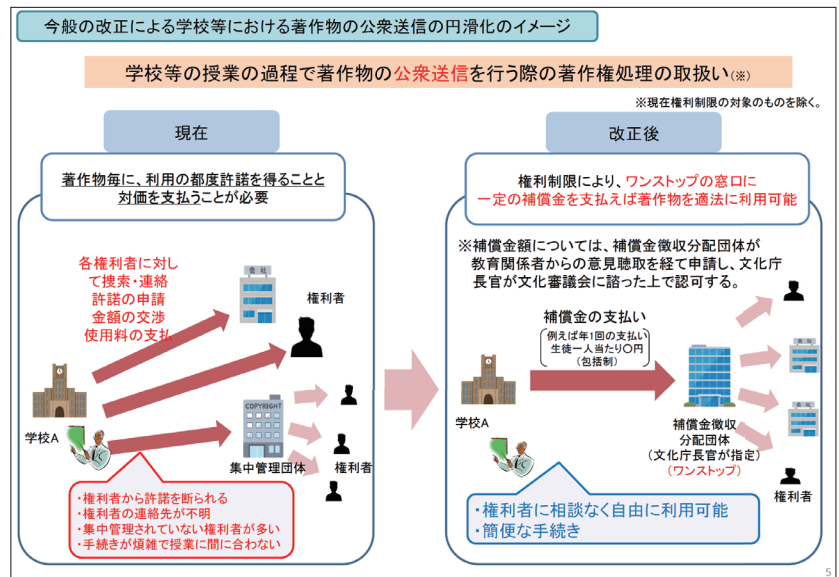 今般の改正による学校等における著作物の公衆送信の円滑化のイメージ
学校等の授業の過程で著作物の公衆送信を行う際の著作権処理の取扱い(※)
※現在権利制限の対象のものを除く。
現在
著作物毎に、利用の都度許諾を得ることと
対価を支払うことが必要
各権利者に対し
て捜索・連絡
許諾の申請
金額の交渉
使用料の支払
会社
権利者
学校A
COPYRIGHT
集中管理団体
権利者
・権利者から許諾を断られる
・権利者の連絡先が不明
・集中管理されていない権利者が多い
・手続きが煩雑で授業に間に合わない
改正後
権利制限により、ワンストップの窓口に
一定の補償金を支払えば著作物を適法に利用可能
※補償金額については、補償金徴収分配団体が
教育関係者からの意見聴取を経て申請し、文化庁
長官が文化審議会に諮った上で認可する。
補償金の支払い
例えば年1回の支払い
生徒一人当たり〇円
(包括制)
学校A
補償金徴収
分配団体
(文化庁長官が指定)
(ワンストップ)
会社
会社
権利者
・権利者に相談なく自由に利用可能
・簡便な手続き
5